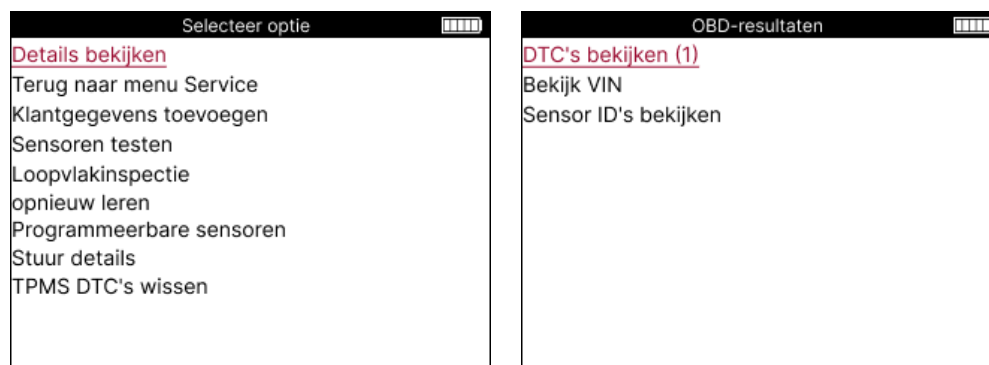 Selecteer optie
Details bekijken
Terug naar menu Service
Klantgegevens toevoegen
Sensoren testen
Loopvlakinspectie
opnieuw leren
Programmeerbare sensoren
Stuur details
TPMS DTC's wissen
OBD-resultaten
DTC's bekijken (1)
Bekijk VIN
Sensor ID's bekijken